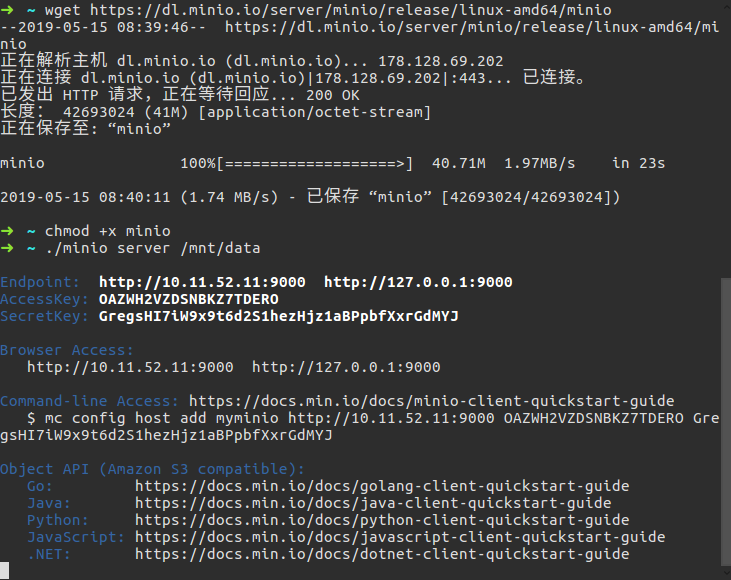 ➜  ~ wget https://dl.minio.io/server/minio/release/linux-amd64/minio
--2019-05-15 08:39:46--  https://dl.minio.io/server/minio/release/linux-amd64/mi
nio
正在解析主机 dl.minio.io (dl.minio.io)... 178.128.69.202
正在连接 dl.minio.io (dl.minio.io)|178.128.69.202|:443... 已连接。
已发出 HTTP 请求，正在等待回应... 200 OK
长度： 42693024 (41M) [application/octet-stream]
正在保存至: “minio”
minio               100%[===================>]  40.71M  1.97MB/s    in 23s
2019-05-15 08:40:11 (1.74 MB/s) - 已保存 “minio” [42693024/42693024])
➜  ~ chmod +x minio
➜  ~ ./minio server /mnt/data
Endpoint:  http://10.11.52.11:9000  http://127.0.0.1:9000
AccessKey: OAZWH2VZDSNBKZ7TDERO
SecretKey: GregsHI7iW9x9t6d2S1hezHjz1aBPpbfXxrGdMYJ
Browser Access:
   http://10.11.52.11:9000  http://127.0.0.1:9000
Command-line Access: https://docs.min.io/docs/minio-client-quickstart-guide
   $ mc config host add myminio http://10.11.52.11:9000 OAZWH2VZDSNBKZ7TDERO Gre
gsHI7iW9x9t6d2S1hezHjz1aBPpbfXxrGdMYJ
Object API (Amazon S3 compatible):
   Go:         https://docs.min.io/docs/golang-client-quickstart-guide
   Java:       https://docs.min.io/docs/java-client-quickstart-guide
   Python:     https://docs.min.io/docs/python-client-quickstart-guide
   JavaScript: https://docs.min.io/docs/javascript-client-quickstart-guide
   .NET:       https://docs.min.io/docs/dotnet-client-quickstart-guide